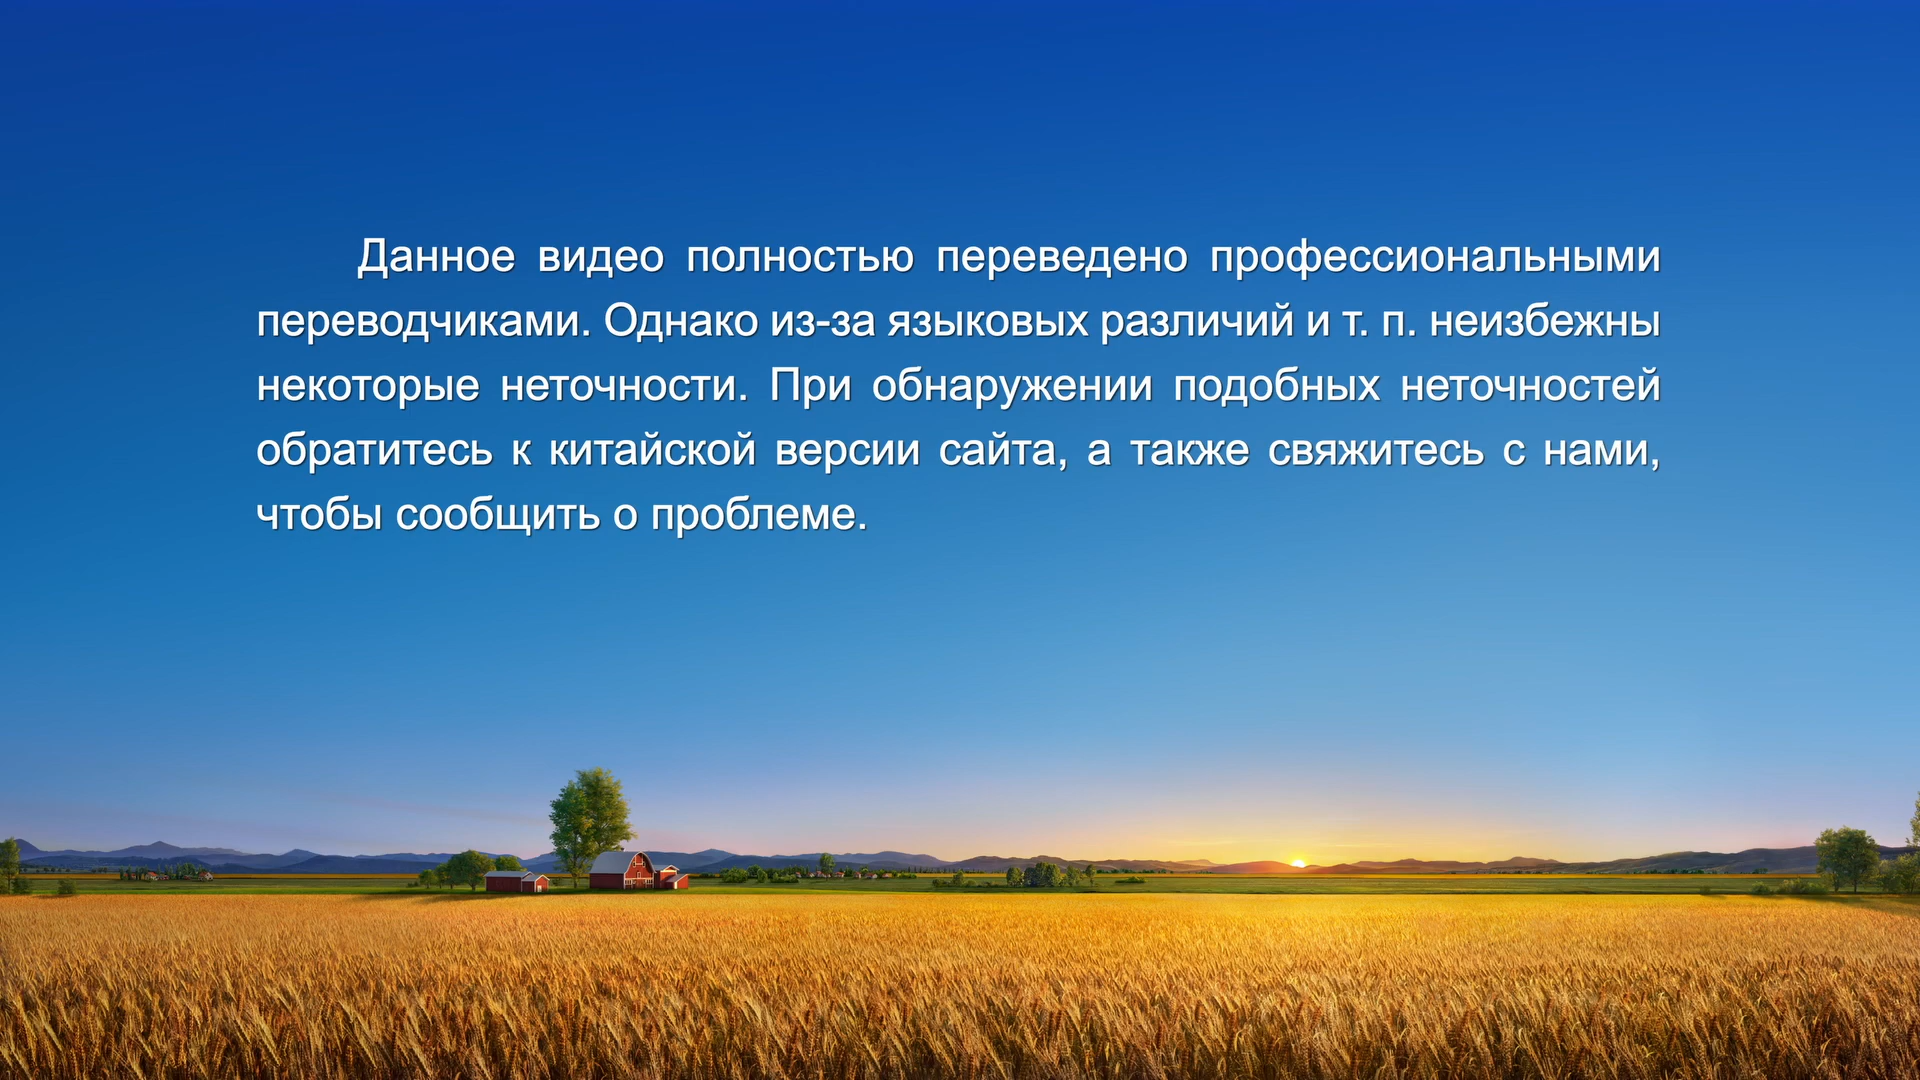 Данное видео полностью переведено профессиональными
переводчиками. Однако из-за языковых различий и т. п. неизбежны
некоторые неточности. При обнаружении подобных неточностей
обратитесь к китайской версии сайта, а также свяжитесь с нами,
чтобы сообщить о проблеме.